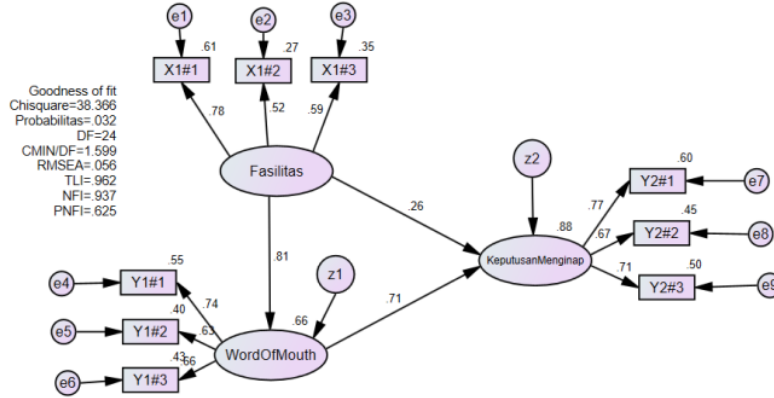 e1
e2
e3
.61
.27
.35
X1#1
X1#2
X1#3
Goodness of fit
Chisquare=38.366
Probabilitas=.032
DF=24
CMIN/DF=1.599
RMSEA=.056
TLI=.962
NFI=.937
PNFI=.625
.78
.52
.59
Fasilitas
z2
.60
Y2#1
e7
.77
.26
.88
.45
.67
Y2#2
e8
KeputusanMenginap
.71
.50
Y2#3
e9
.81
.55
e4
Y1#1
z1
.74
.71
.40
e5
Y1#2
.63
.66
WordOfMouth
.43
.66
e6
Y1#3